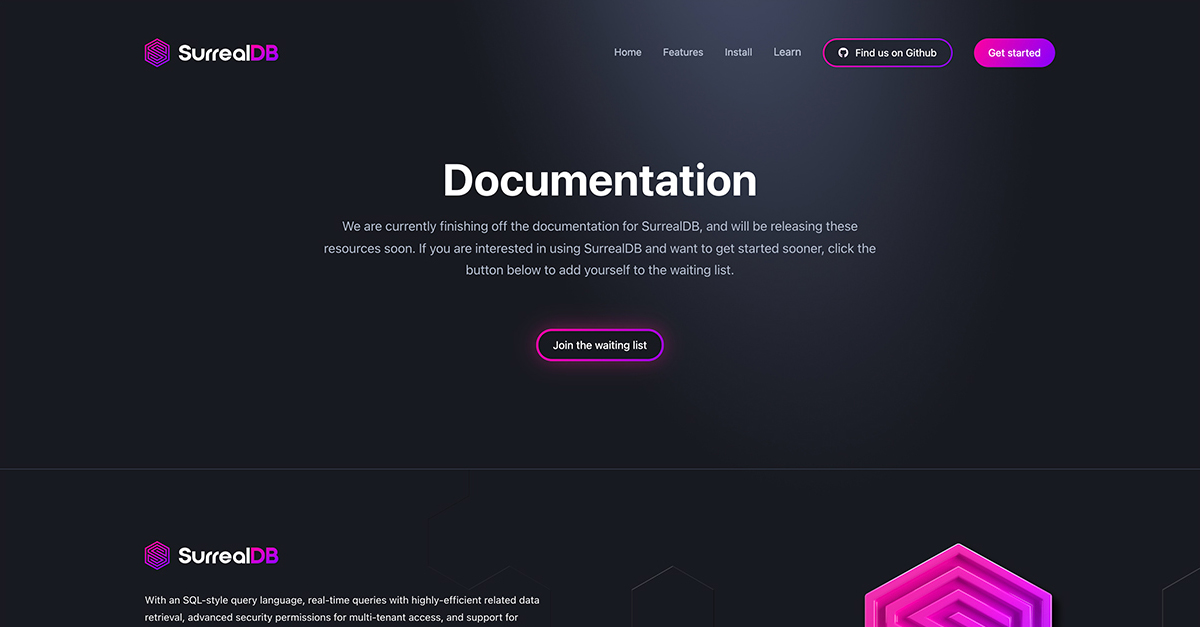 SurrealDB
Home Features Install Learn Find us on Github Get started
Documentation
We are currently finishing off the documentation for SurrealDB, and will be releasing these
resources soon. If you are interested in using SurrealDB and want to get started sooner, click the
button below to add yourself to the waiting list.
Join the waiting list
SurrealDB
With an SQL-style query language, real-time queries with highly-efficient related data
retrieval, advanced security permissions for multi-tenant access, and support for